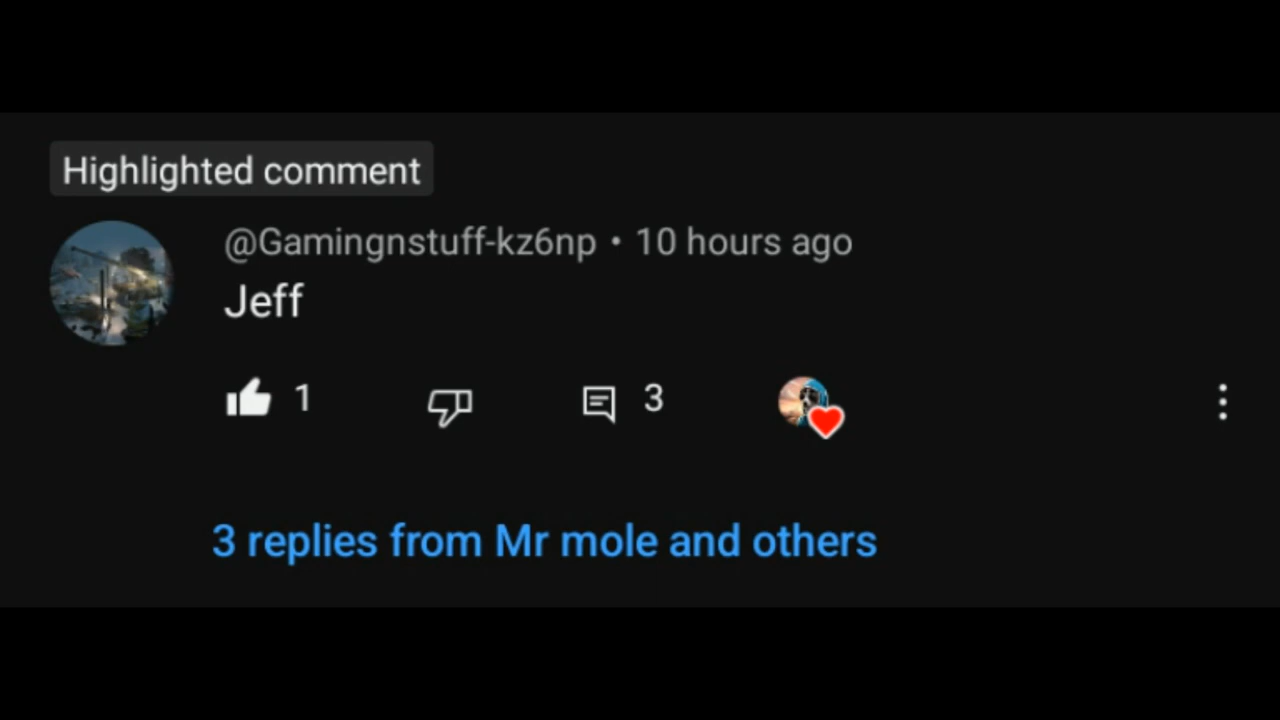 Highlighted comment
@Gamingnstuff-kz6np • 10 hours ago
Jeff
1 3
3 replies from Mr mole and others